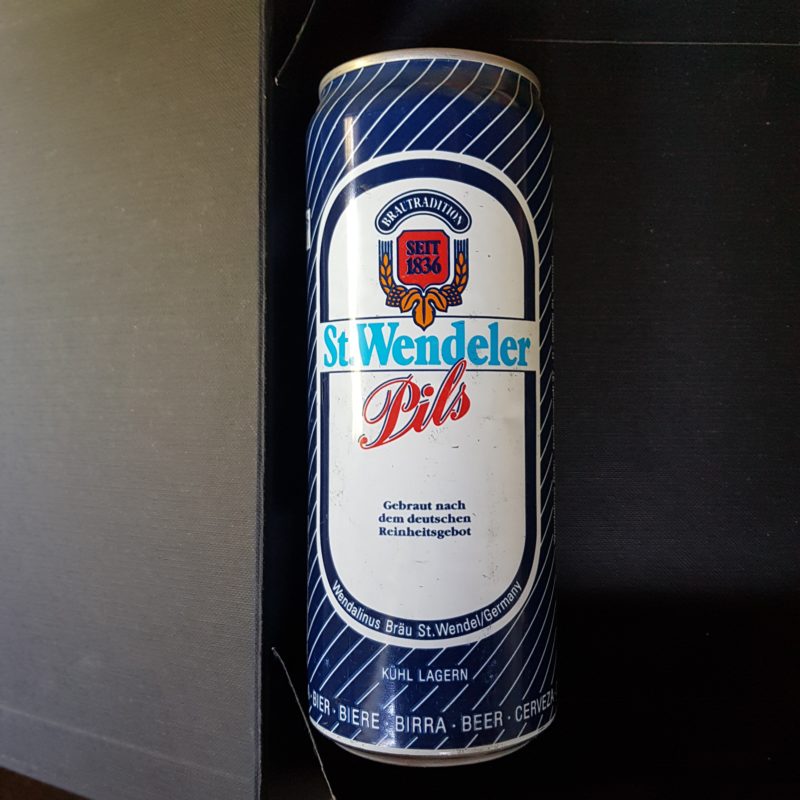 BRAUTRADITION
SEIT
1836
St.Wendeler
Pils
Gebraut nach
dem deutschen
Reinheitsgebot
Wendalinus Bräu St.Wendel/Germany
KÜHL LAGERN
BIER · BIERE · BIRRA · BEER · CERVEZA